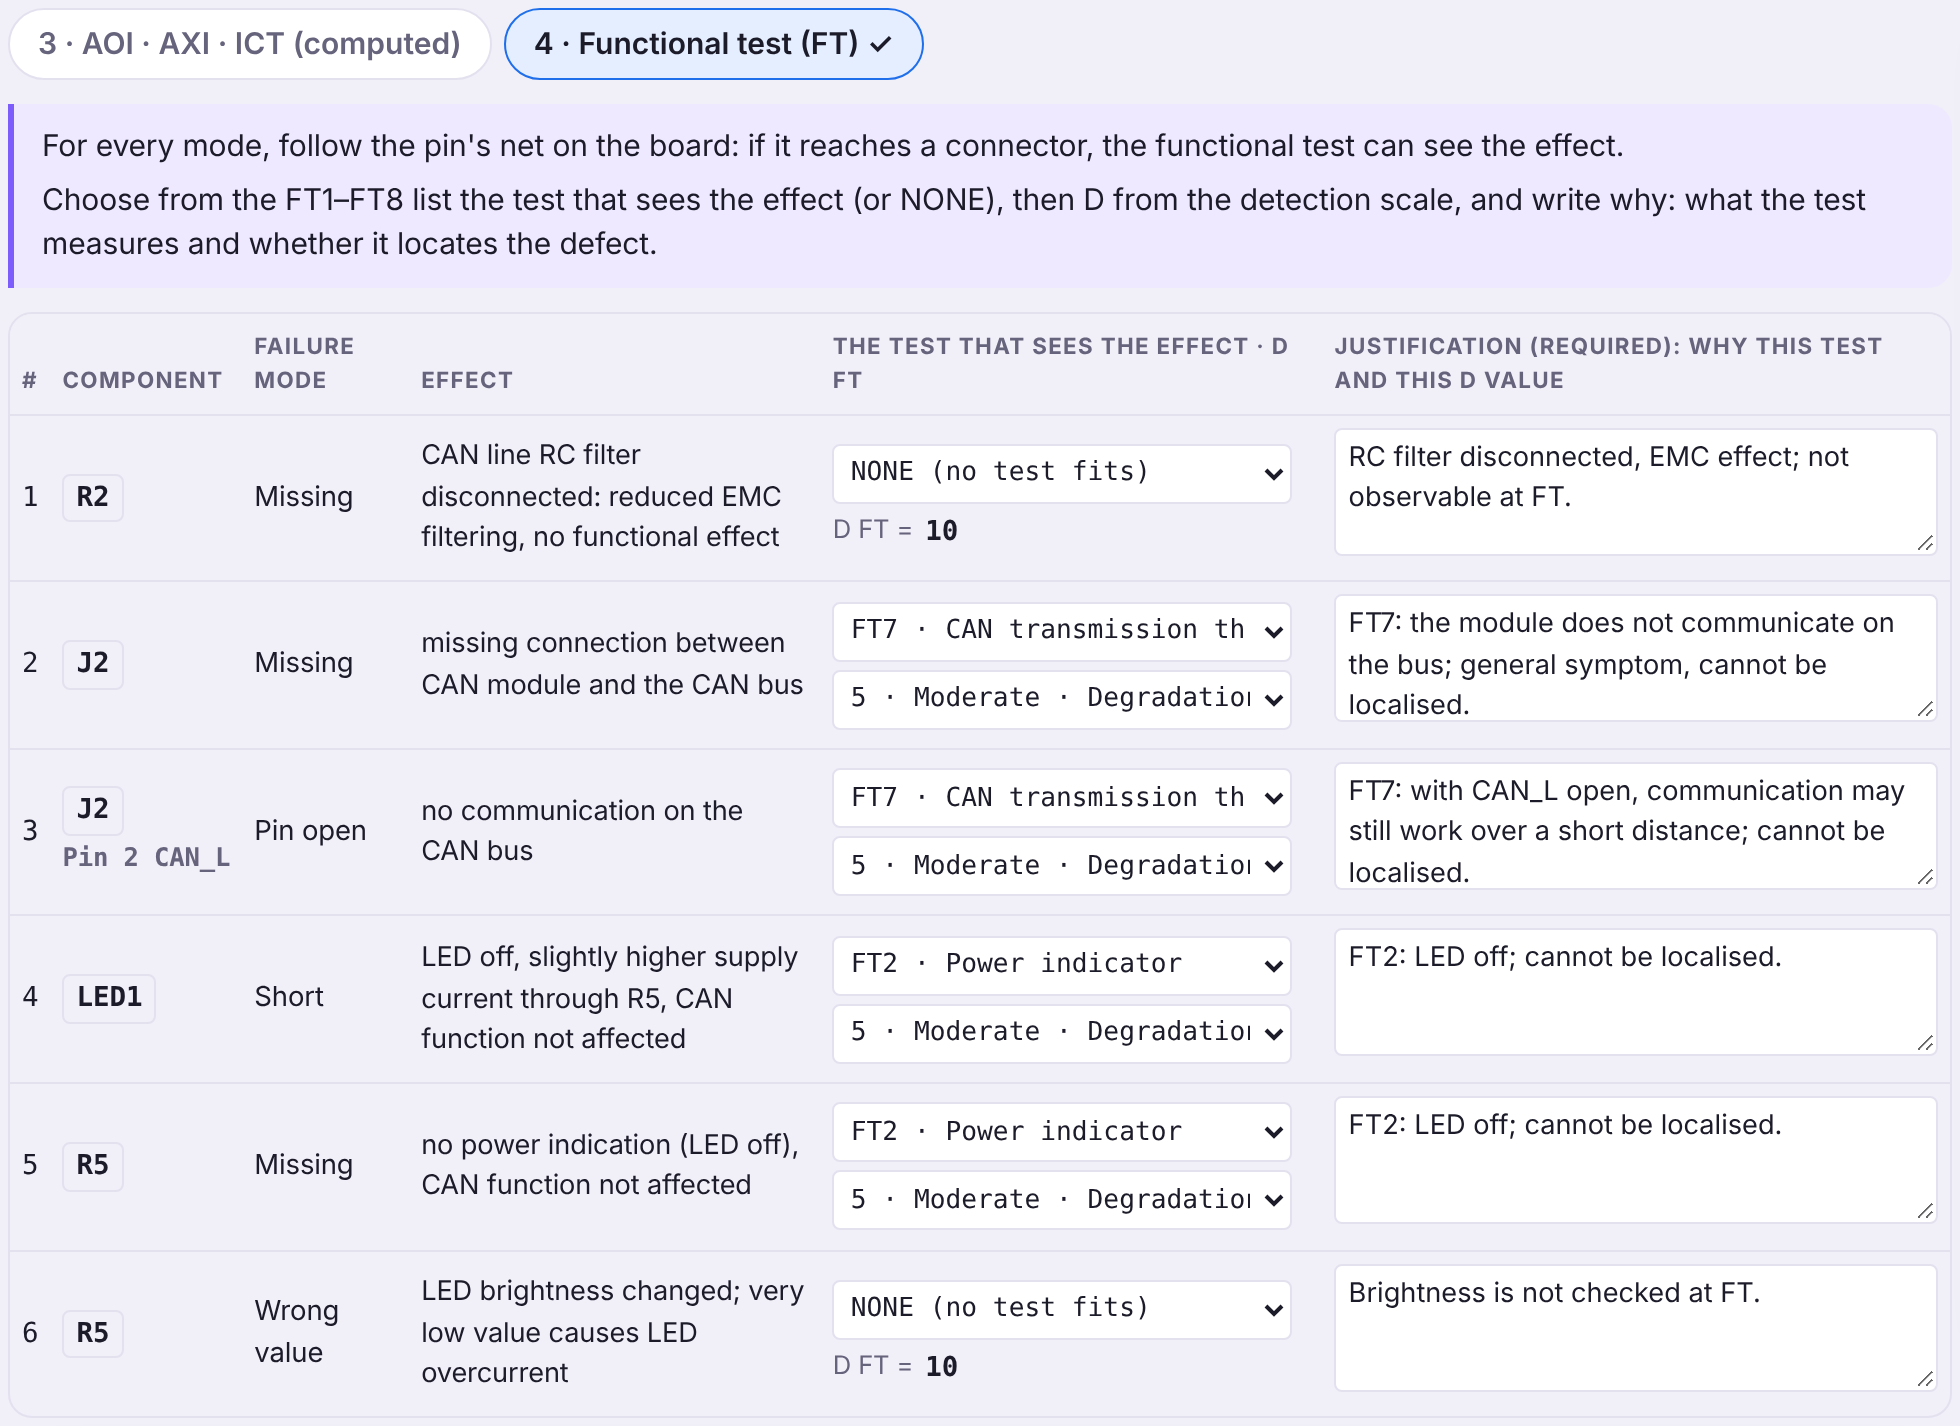 3 · AOI · AXI · ICT (computed)
4 · Functional test (FT) ✓
For every mode, follow the pin's net on the board: if it reaches a connector, the functional test can see the effect.
Choose from the FT1–FT8 list the test that sees the effect (or NONE), then D from the detection scale, and write why: what the test
measures and whether it locates the defect.
#
COMPONENT
FAILURE
MODE
EFFECT
THE TEST THAT SEES THE EFFECT · D
FT
JUSTIFICATION (REQUIRED): WHY THIS TEST
AND THIS D VALUE
1
R2
Missing
CAN line RC filter
disconnected: reduced EMC
filtering, no functional effect
NONE (no test fits)
D FT = 10
RC filter disconnected, EMC effect; not
observable at FT.
2
J2
Missing
missing connection between
CAN module and the CAN bus
FT7 · CAN transmission th
5 · Moderate · Degradation
FT7: the module does not communicate on
the bus; general symptom, cannot be
localised.
3
J2
Pin 2 CAN_L
Pin open
no communication on the
CAN bus
FT7 · CAN transmission th
5 · Moderate · Degradation
FT7: with CAN_L open, communication may
still work over a short distance; cannot be
localised.
4
LED1
Short
LED off, slightly higher supply
current through R5, CAN
function not affected
FT2 · Power indicator
5 · Moderate · Degradation
FT2: LED off; cannot be localised.
5
R5
Missing
no power indication (LED off),
CAN function not affected
FT2 · Power indicator
5 · Moderate · Degradation
FT2: LED off; cannot be localised.
6
R5
Wrong
value
LED brightness changed; very
low value causes LED
overcurrent
NONE (no test fits)
D FT = 10
Brightness is not checked at FT.